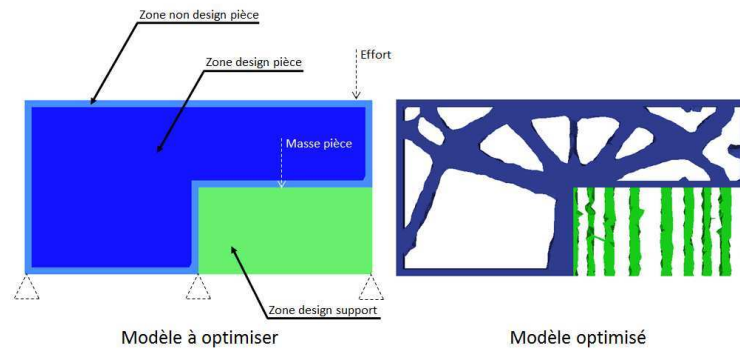 Zone non design pièce
Zone design pièce
Effort
Masse pièce
Zone design support
Modèle à optimiser
Modèle optimisé